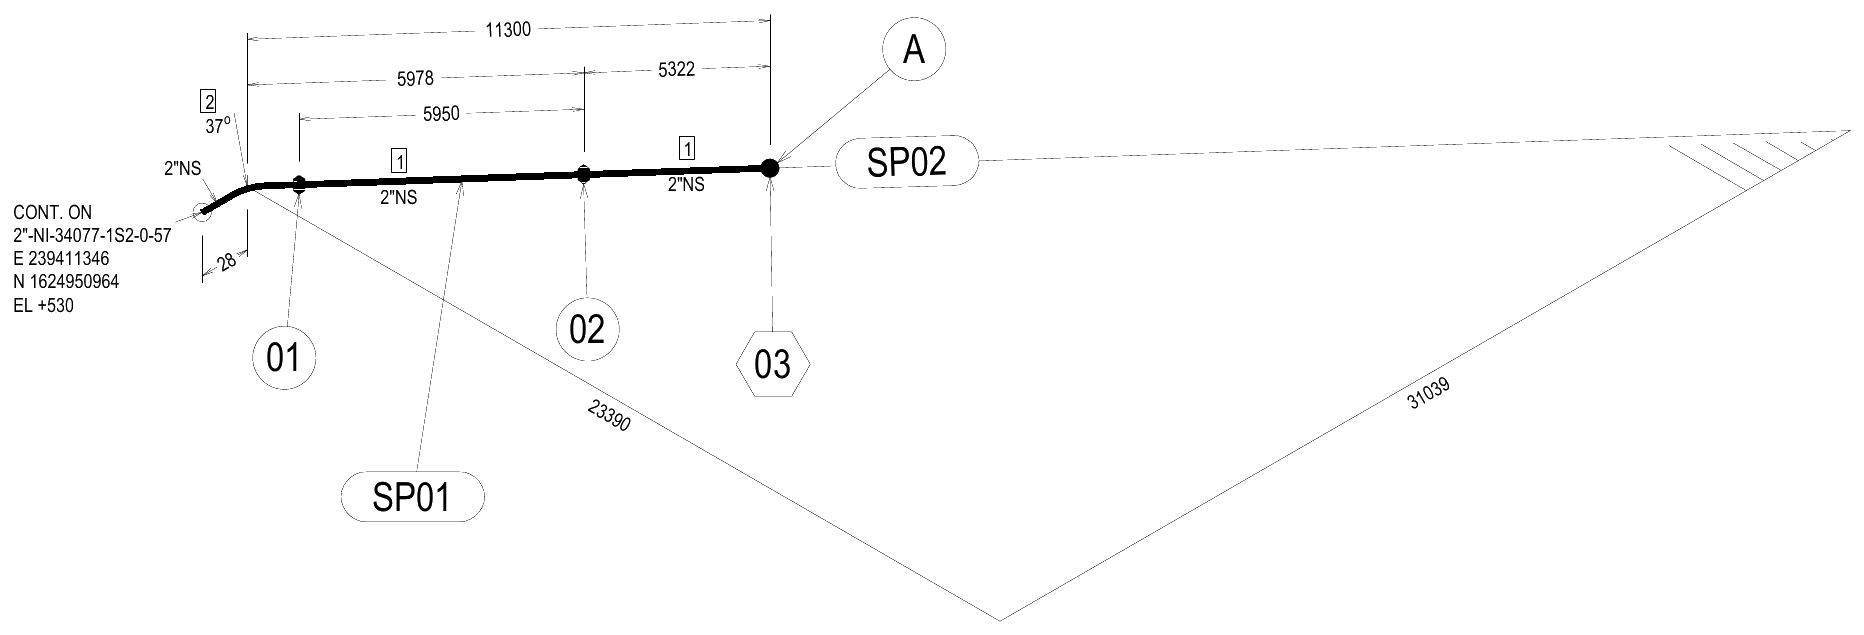 11300
A
5978
5322
2
37°
5950
1
1
SP02
2"NS
2"NS
2"NS
CONT. ON
2"-NI-34077-1S2-0-57
E 239411346
N 1624950964
EL +530
28
01
02
03
23390
31039
SP01